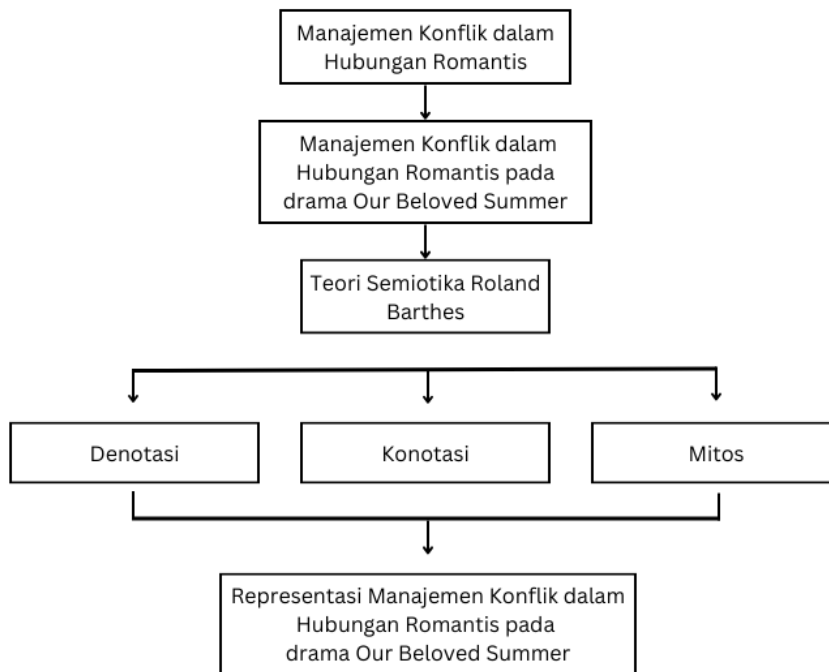 Manajemen Konflik dalam
Hubungan Romantis
Manajemen Konflik dalam
Hubungan Romantis pada
drama Our Beloved Summer
Teori Semiotika Roland
Barthes
Denotasi
Konotasi
Mitos
Representasi Manajemen Konflik dalam
Hubungan Romantis pada
drama Our Beloved Summer